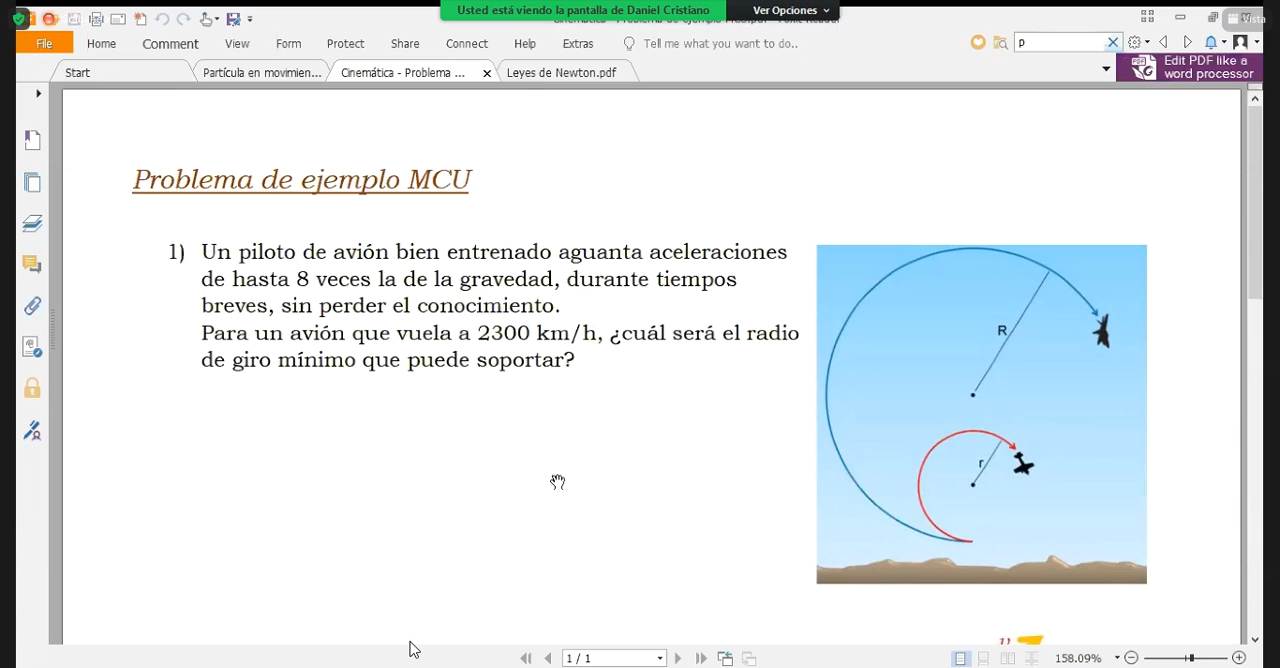 Usted está viendo la pantalla de Daniel Cristiano
Ver Opciones
Vista
File Home Comment View Form Protect Share Connect Help Extras Tell me what you want to do.. p
Start Partícula en movimien... Cinemática - Problema ... Leyes de Newton.pdf
Edit PDF like a
word processor
Problema de ejemplo MCU
1) Un piloto de avión bien entrenado aguanta aceleraciones
de hasta 8 veces la de la gravedad, durante tiempos
breves, sin perder el conocimiento.
Para un avión que vuela a 2300 km/h, ¿cuál será el radio
de giro mínimo que puede soportar?
R
r
1 / 1
158.09%